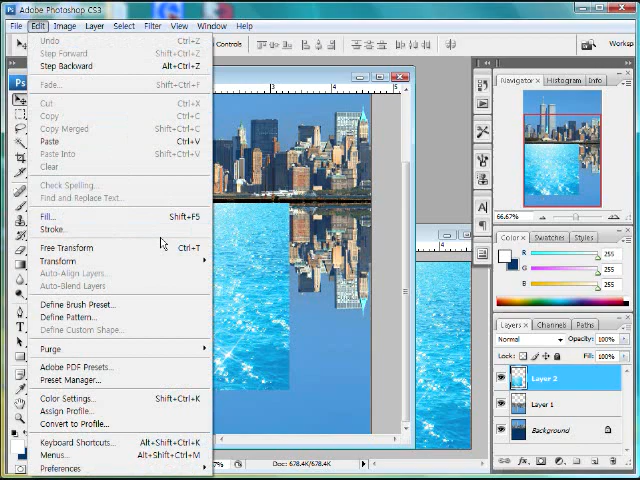 Adobe Photoshop CS3
File Edit Image Layer Select Filter View Window Help
Controls
Undo Ctrl+Z
Step Forward Shift+Ctrl+Z
Step Backward Alt+Ctrl+Z
Fade... Shift+Ctrl+F
Cut Ctrl+X
Copy Ctrl+C
Copy Merged Shift+Ctrl+C
Paste Ctrl+V
Paste Into Shift+Ctrl+V
Clear
Check Spelling...
Find and Replace Text...
Fill... Shift+F5
Stroke...
Free Transform Ctrl+T
Transform
Auto-Align Layers...
Auto-Blend Layers
Define Brush Preset...
Define Pattern...
Define Custom Shape...
Purge
Adobe PDF Presets...
Preset Manager...
Color Settings... Shift+Ctrl+K
Assign Profile...
Convert to Profile...
Keyboard Shortcuts... Alt+Shift+Ctrl+K
Menus... Alt+Shift+Ctrl+M
Preferences
Ps
3 4 5
4
Doc: 678.4K/678.4K
Navigator Histogram Info
66.67%
Color Swatches Styles
R 255
G 255
B 255
Layers Channels Paths
Normal Opacity: 100%
Lock: Fill: 100%
Layer 2
Layer 1
Background